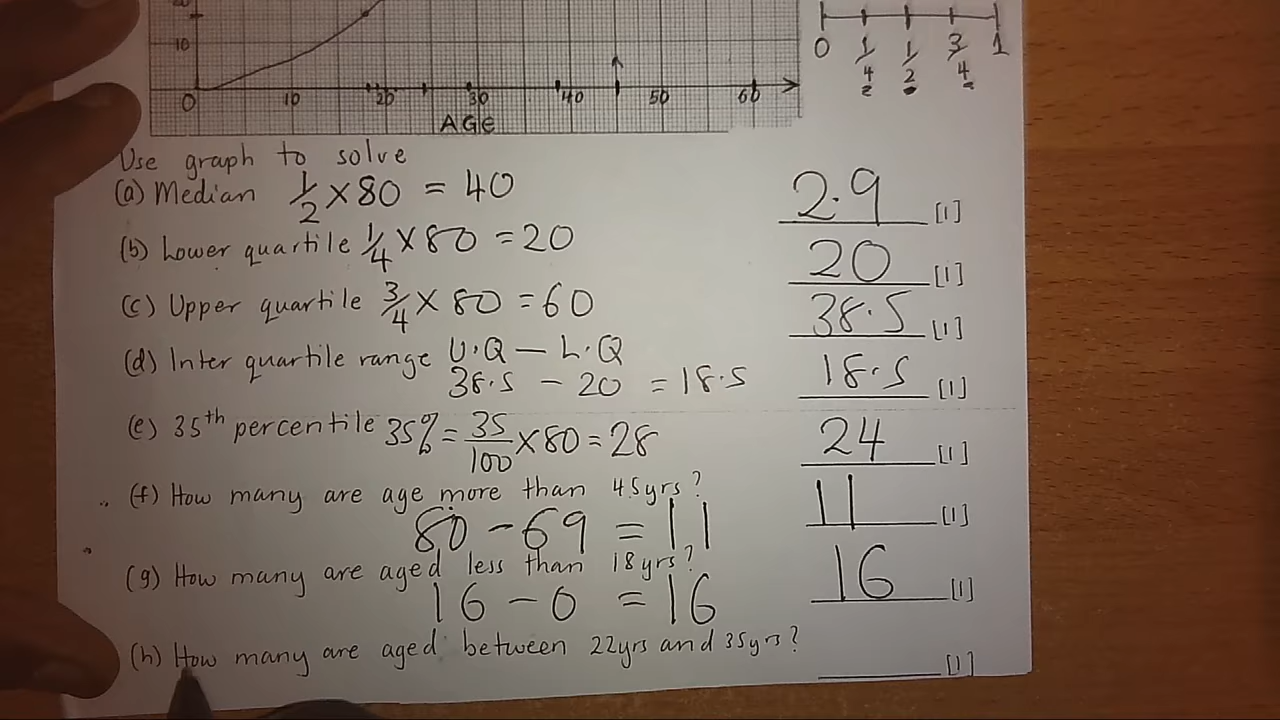 10
0 10 20 30 40 50 60
AGE
0 1/4 1/2 3/4 1
Use graph to solve
(a) Median 1/2 × 80 = 40 2.9 [1]
(b) Lower quartile 1/4 × 80 = 20 20 [1]
(c) Upper quartile 3/4 × 80 = 60 38.5 [1]
(d) Inter quartile range U.Q – L.Q 18.5 [1]
38.5 – 20 = 18.5
(e) 35th percentile 35% = 35/100 × 80 = 28 24 [1]
(f) How many are age more than 45yrs? 11 [1]
80 – 69 = 11
(g) How many are aged less than 18yrs? 16 [1]
16 – 0 = 16
(h) How many are aged between 22yrs and 35yrs? [1]